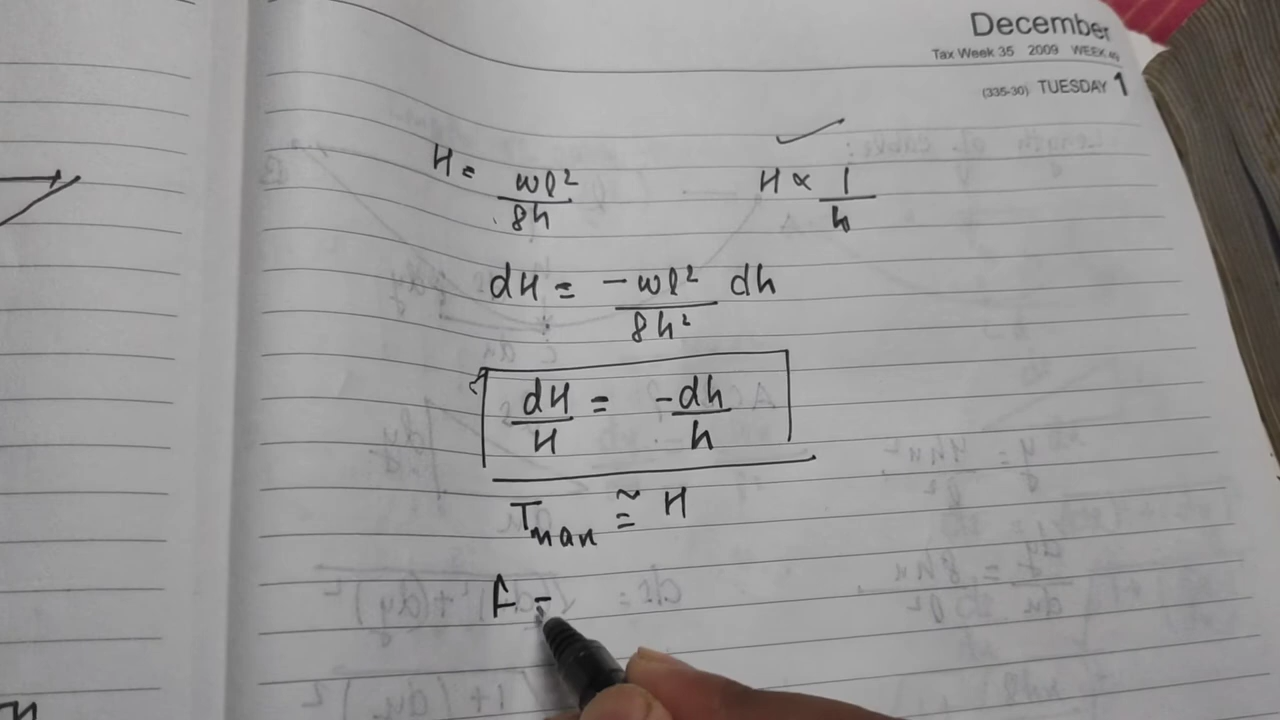 December
Tax Week 35 2009 WEEK 49
(335-30) TUESDAY 1
H = wl²/8h H ∝ 1/h
dH = -wl²/8h² dh
dH/H = -dh/h
Tmax ≅ H
f =